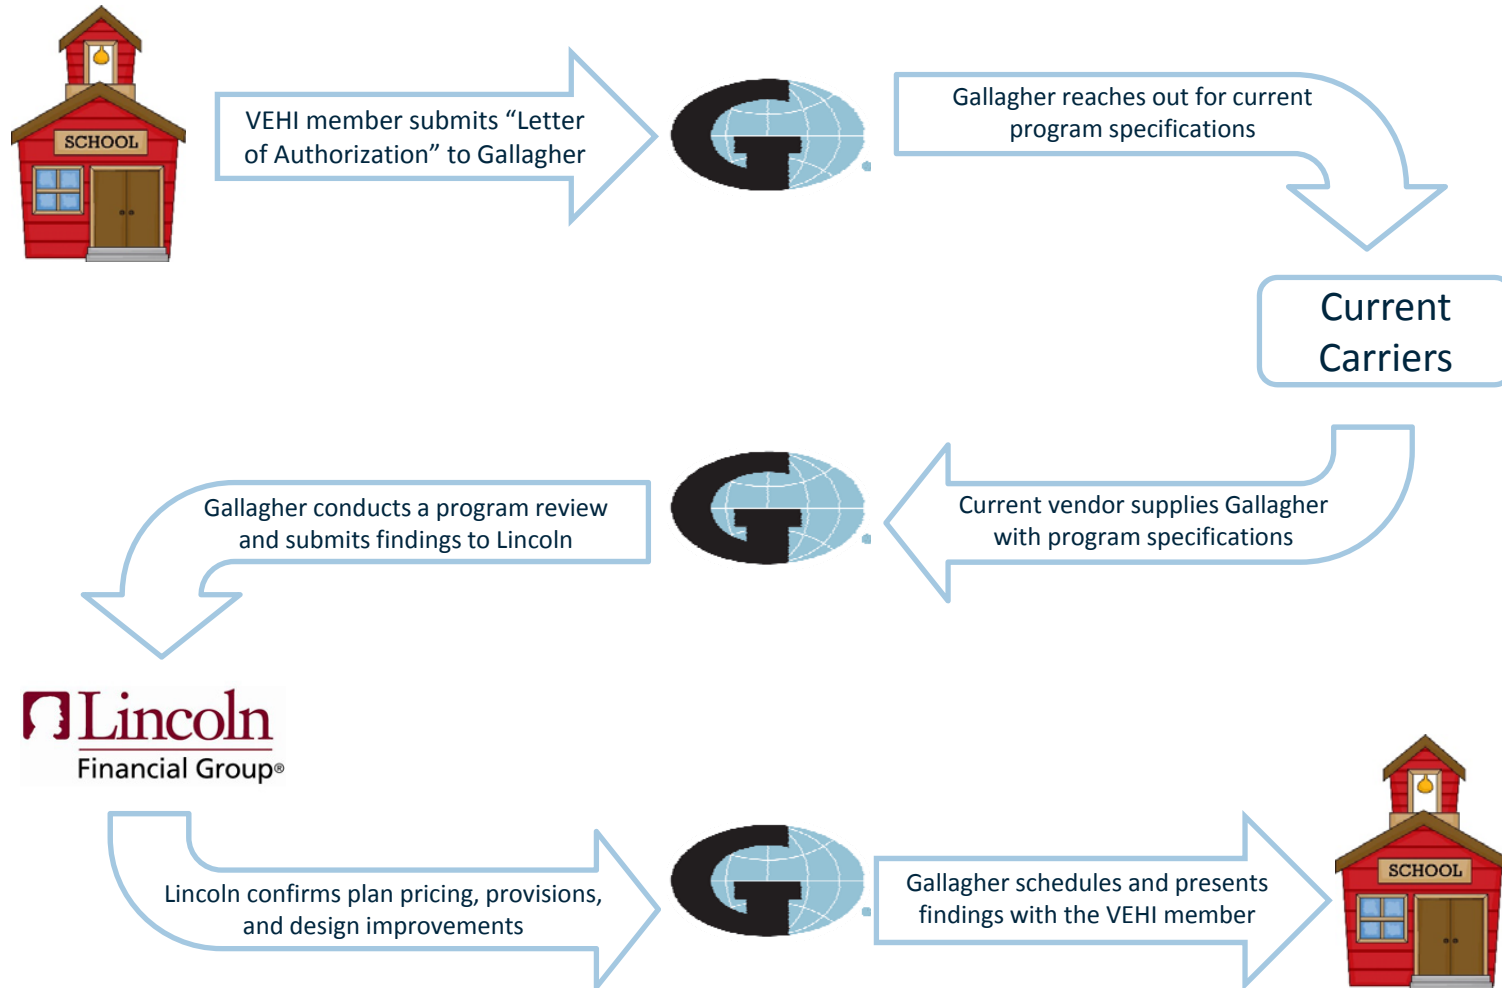 SCHOOL
VEHI member submits “Letter
of Authorization” to Gallagher
G
Gallagher reaches out for current
program specifications
Current
Carriers
Current vendor supplies Gallagher
with program specifications
G
Gallagher conducts a program review
and submits findings to Lincoln
Lincoln
Financial Group®
Lincoln confirms plan pricing, provisions,
and design improvements
G
Gallagher schedules and presents
findings with the VEHI member
SCHOOL